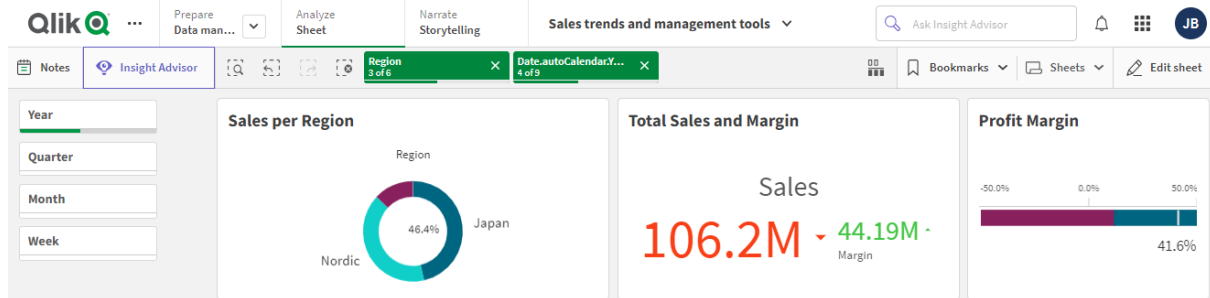 Qlik
Prepare
Data man...
Analyze
Sheet
Narrate
Storytelling
Sales trends and management tools
Ask Insight Advisor
JB
Notes
Insight Advisor
Region
3 of 6
Date.autoCalendar.Y...
4 of 9
Bookmarks
Sheets
Edit sheet
Year
Quarter
Month
Week
Sales per Region
Region
46.4%
Japan
Nordic
Total Sales and Margin
Sales
106.2M
44.19M
Margin
Profit Margin
-50.0%
0.0%
50.0%
41.6%